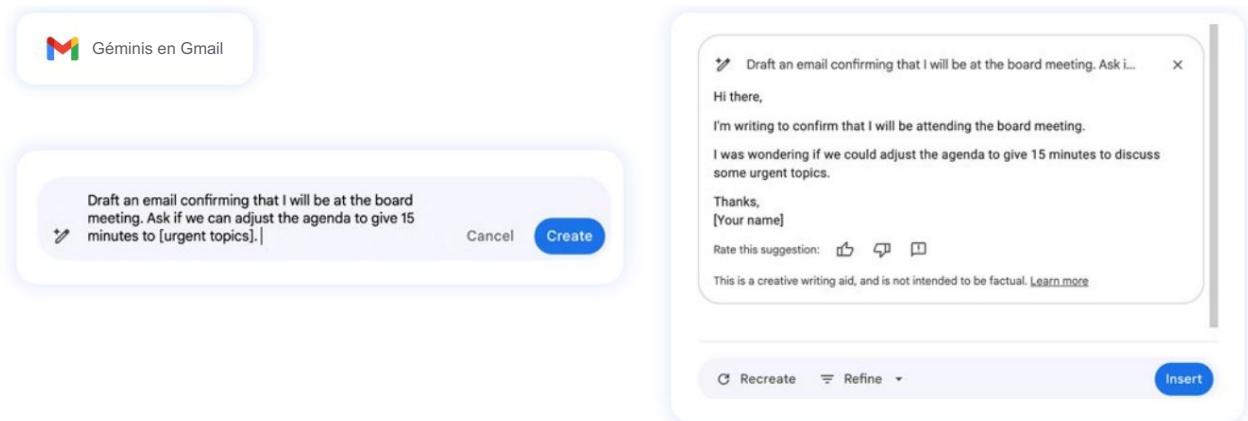 Géminis en Gmail
Draft an email confirming that I will be at the board
meeting. Ask if we can adjust the agenda to give 15
minutes to [urgent topics].
Cancel
Create
Draft an email confirming that I will be at the board meeting. Ask i...
Hi there,
I'm writing to confirm that I will be attending the board meeting.
I was wondering if we could adjust the agenda to give 15 minutes to discuss
some urgent topics.
Thanks,
[Your name]
Rate this suggestion:
This is a creative writing aid, and is not intended to be factual. Learn more
Recreate
Refine
Insert